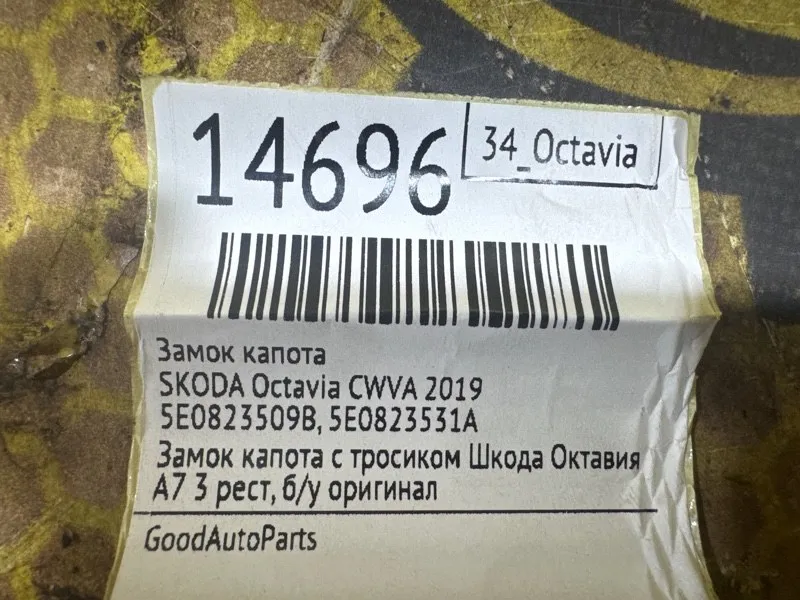 14696
34_Octavia
Замок капота
SKODA Octavia CWVA 2019
5E0823509B, 5E0823531A
Замок капота с тросиком Шкода Октавия
А7 3 рест, б/у оригинал
GoodAutoParts